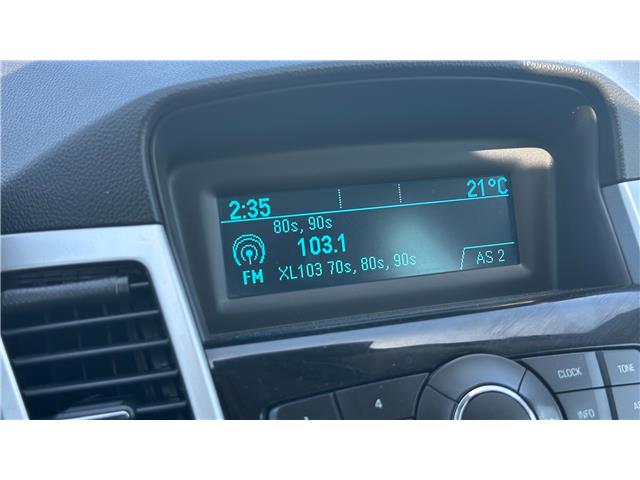 2:35 21°C
80s, 90s
103.1
FM XL103 70s, 80s, 90s AS 2
CLOCK TONE
4
INFO